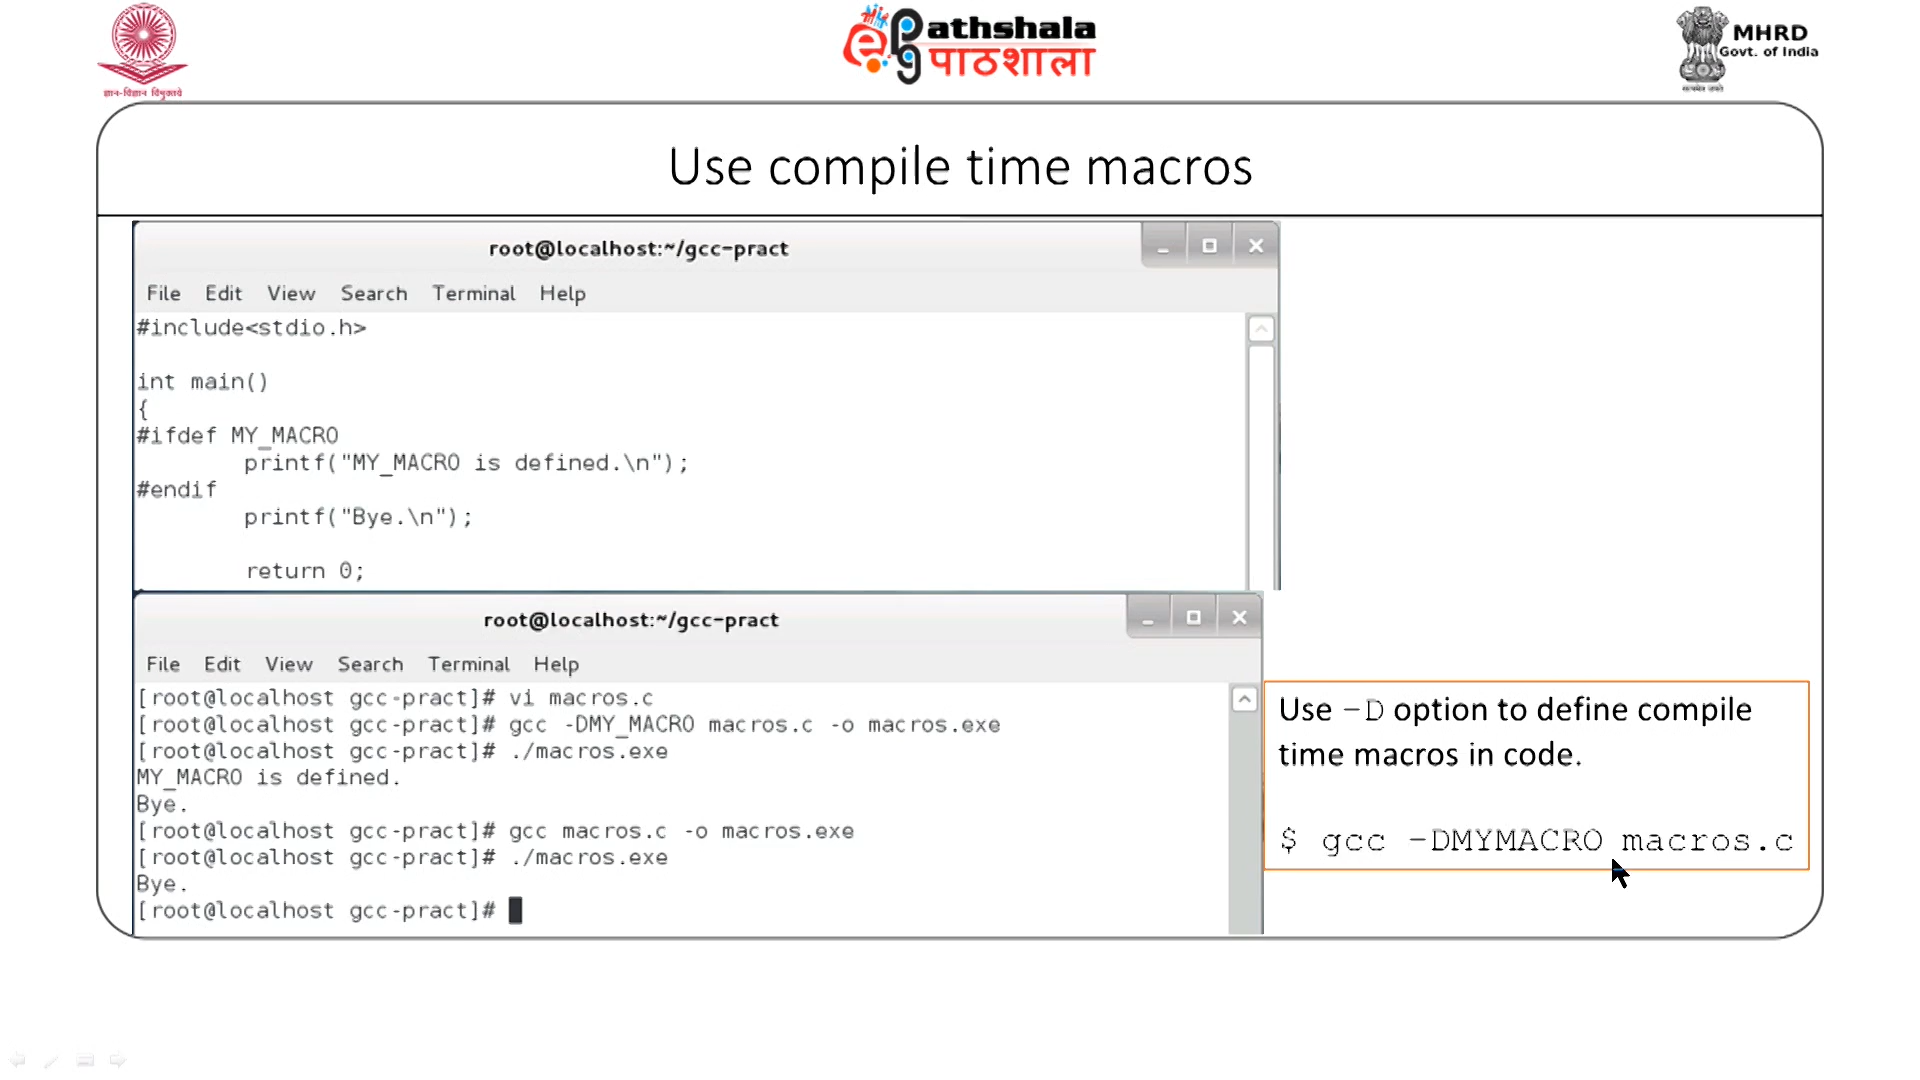 ज्ञान-विज्ञान विमुक्तये
e Pathshala
पाठशाला
MHRD
Govt. of India
सत्यमेव जयते
Use compile time macros
root@localhost:~/gcc-pract
File Edit View Search Terminal Help
#include<stdio.h>
int main()
{
#ifdef MY_MACRO
printf("MY_MACRO is defined.\n");
#endif
printf("Bye.\n");
return 0;
root@localhost:~/gcc-pract
File Edit View Search Terminal Help
[root@localhost gcc-pract]# vi macros.c
[root@localhost gcc-pract]# gcc -DMY_MACRO macros.c -o macros.exe
[root@localhost gcc-pract]# ./macros.exe
MY_MACRO is defined.
Bye.
[root@localhost gcc-pract]# gcc macros.c -o macros.exe
[root@localhost gcc-pract]# ./macros.exe
Bye.
[root@localhost gcc-pract]#
Use –D option to define compile
time macros in code.
$ gcc –DMYMACRO macros.c